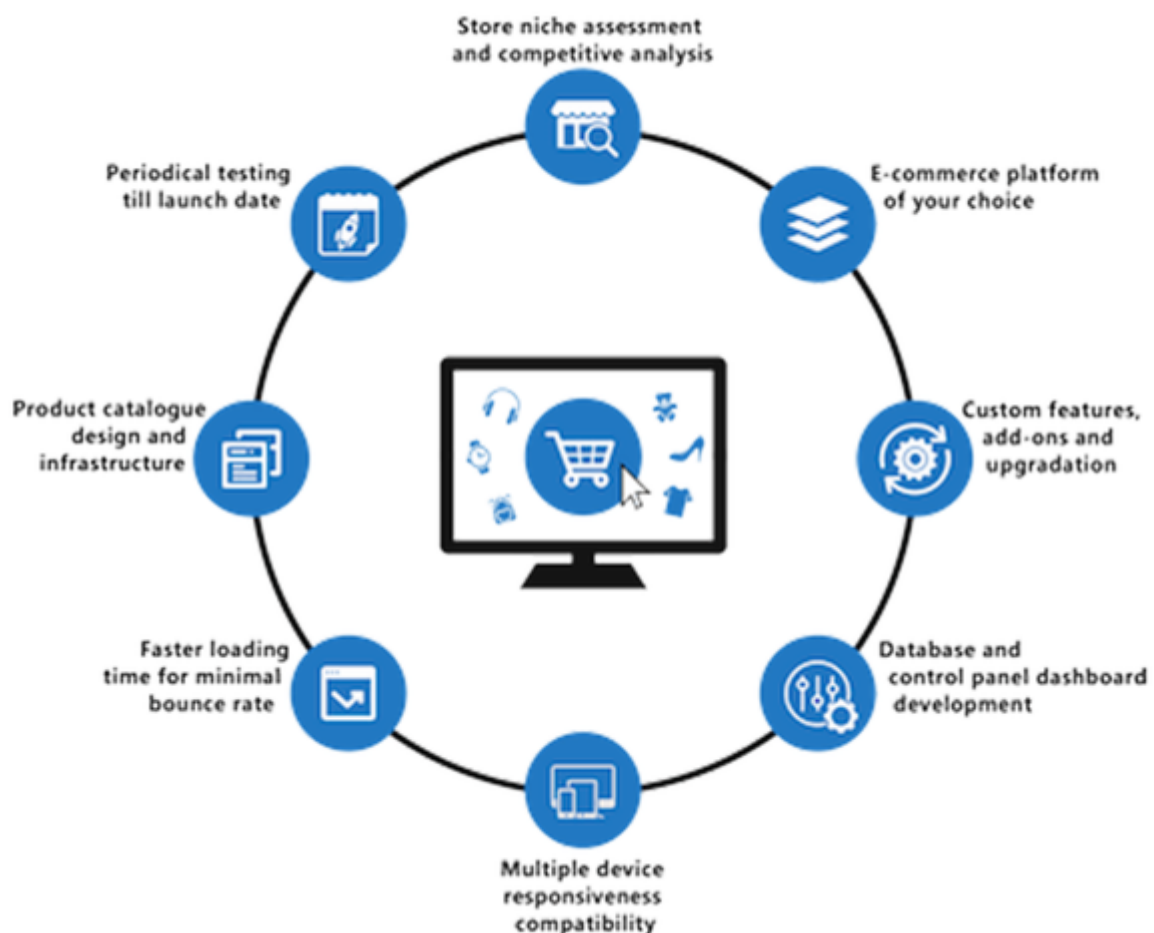 Store niche assessment
and competitive analysis
E-commerce platform
of your choice
Custom features,
add-ons and
upgradation
Database and
control panel dashboard
development
Multiple device
responsiveness
compatibility
Faster loading
time for minimal
bounce rate
Product catalogue
design and
infrastructure
Periodical testing
till launch date